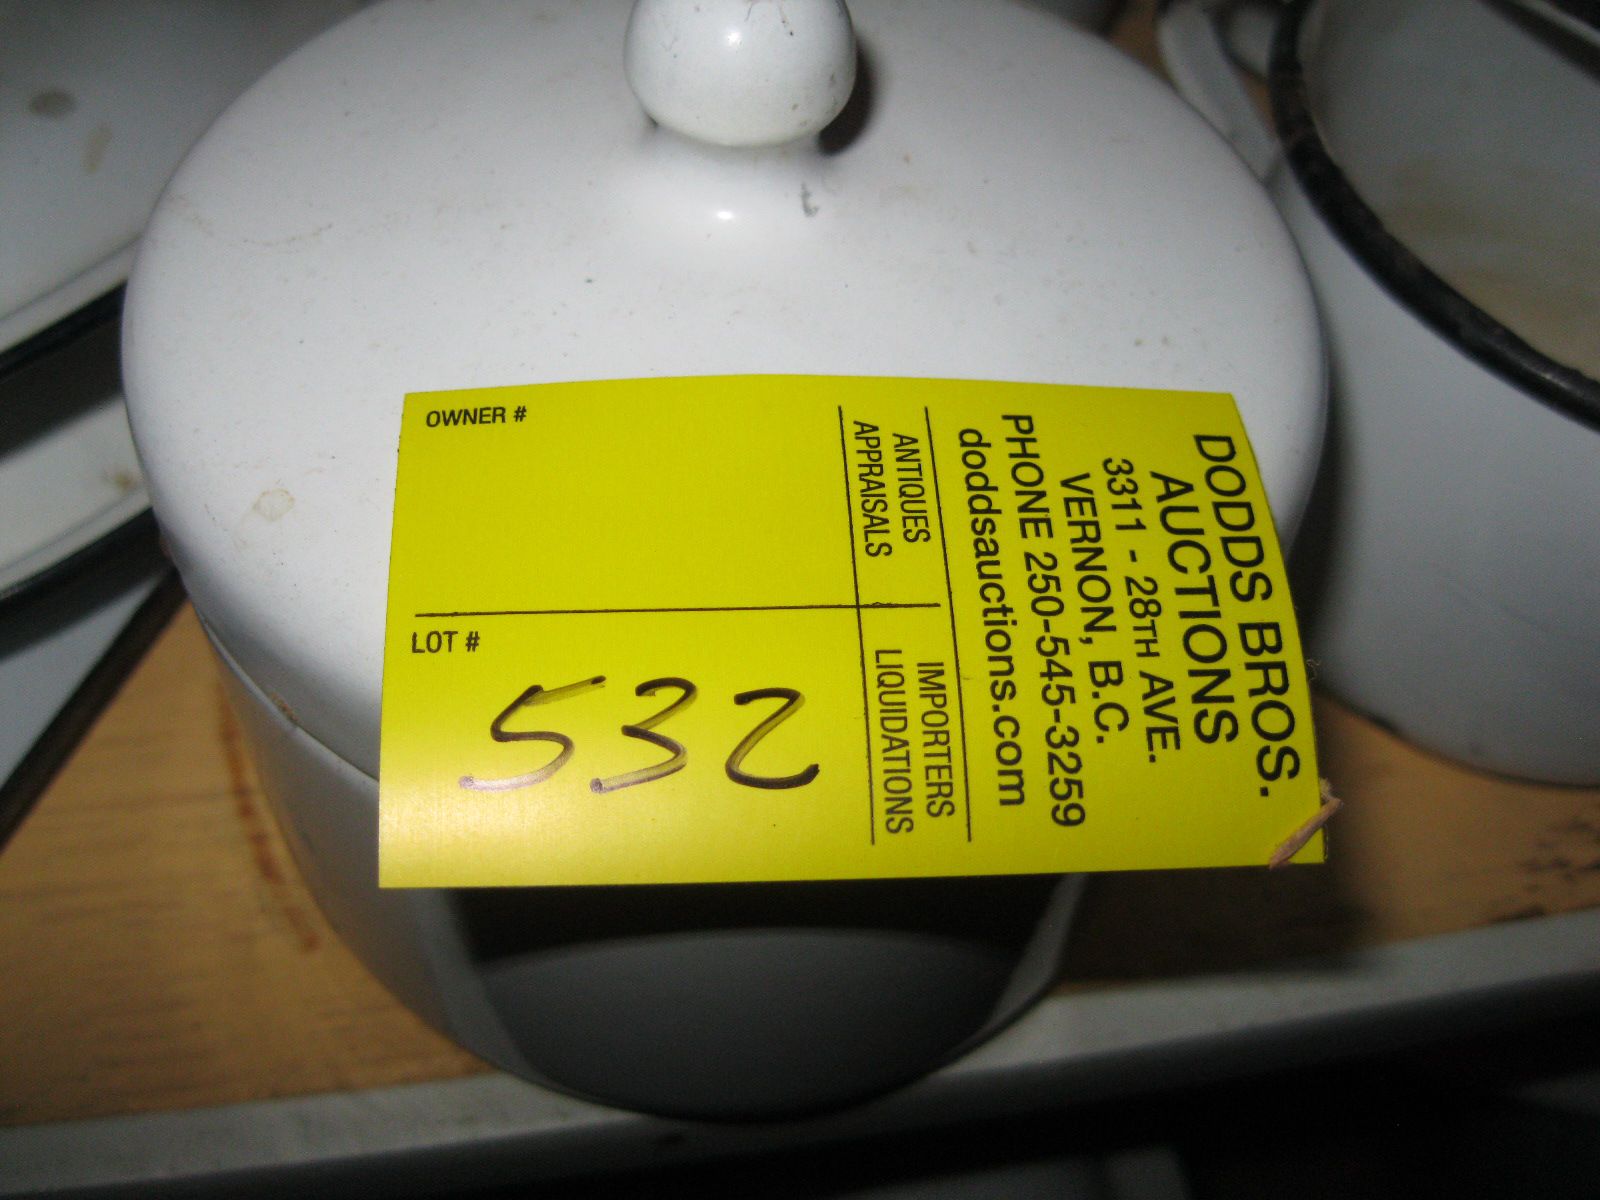 DODDS BROS.
AUCTIONS
3311 - 28TH AVE.
VERNON, B.C.
PHONE 250-545-3259
doddsauctions.com
ANTIQUES
APPRAISALS
IMPORTERS
LIQUIDATIONS
OWNER #
LOT #
532